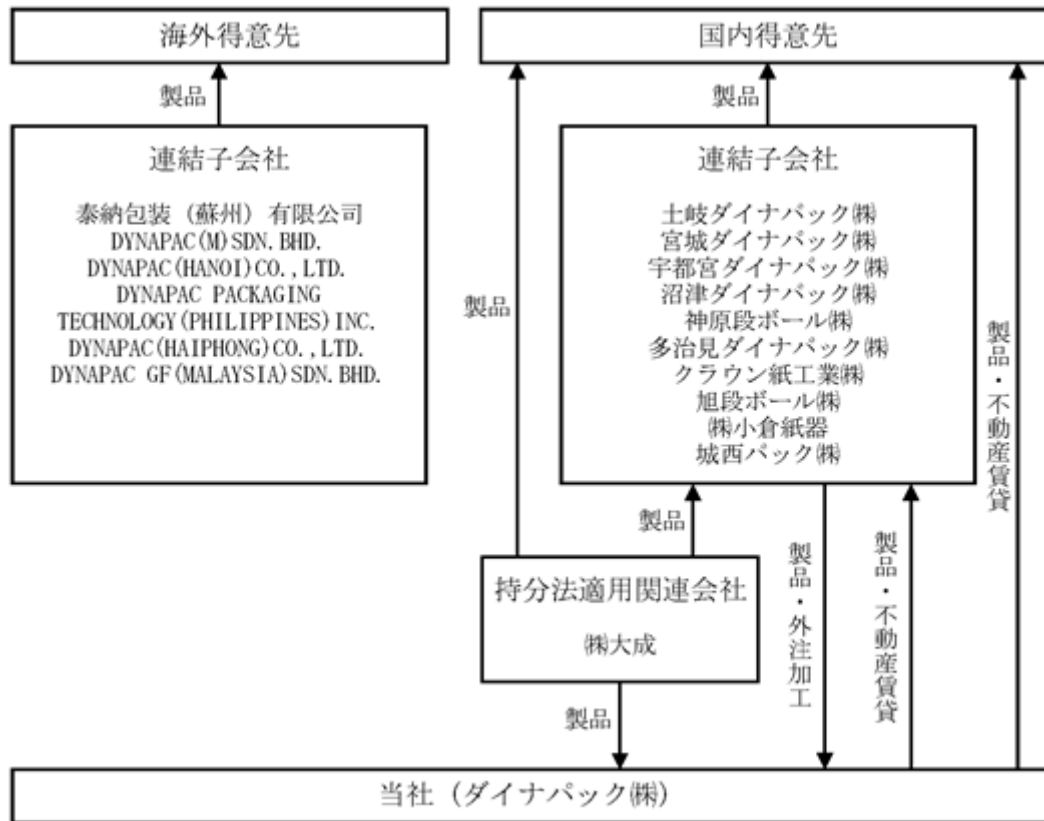 海外得意先
製品
連結子会社
泰納包装（蘇州）有限公司
DYNAPAC(M)SDN.BHD.
DYNAPAC(HANOI)CO.,LTD.
DYNAPAC PACKAGING
TECHNOLOGY(PHILIPPINES)INC.
DYNAPAC(HAIPHONG)CO.,LTD.
DYNAPAC GF(MALAYSIA)SDN.BHD.
国内得意先
製品
製品
連結子会社
土岐ダイナパック㈱
宮城ダイナパック㈱
宇都宮ダイナパック㈱
沼津ダイナパック㈱
神原段ボール㈱
多治見ダイナパック㈱
クラウン紙工業㈱
旭段ボール㈱
㈱小倉紙器
城西パック㈱
製品・不動産賃貸
製品
持分法適用関連会社
㈱大成
製品
製品・外注加工
製品・不動産賃貸
当社（ダイナパック㈱）